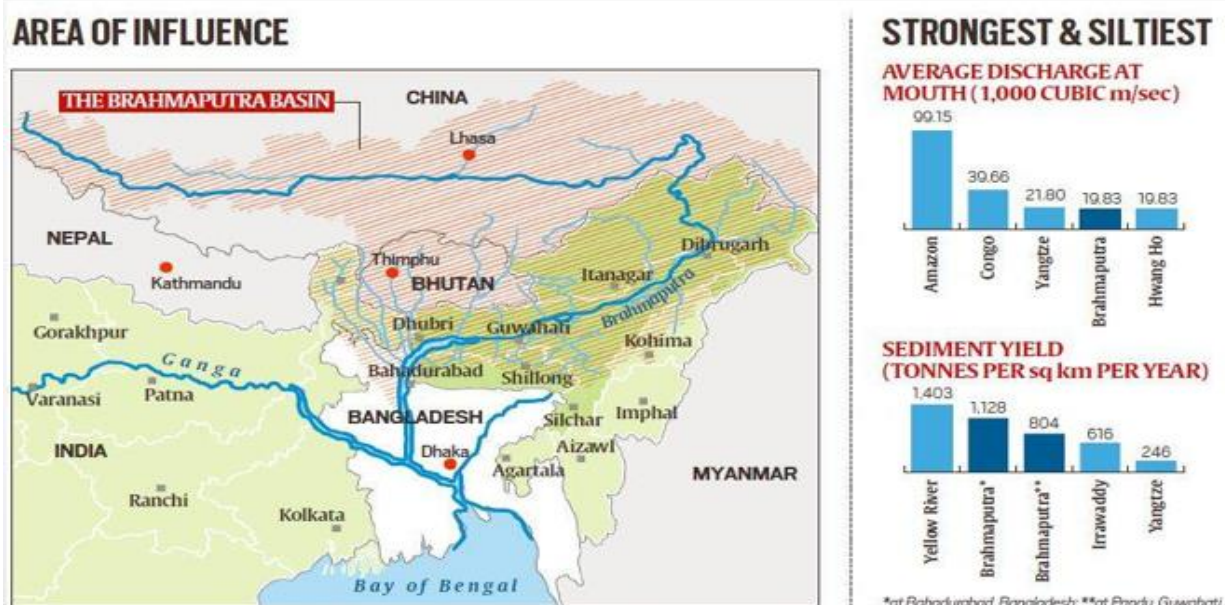 AREA OF INFLUENCE
THE BRAHMAPUTRA BASIN
CHINA
Lhasa
NEPAL
Kathmandu
Thimphu
BHUTAN
Dibrugarh
Itanagar
Brahmaputra
Gorakhpur
Dhubri
Guwahati
Kohima
Ganga
Bahadurabad
Shillong
Varanasi
Patna
BANGLADESH
Silchar
Imphal
INDIA
Dhaka
Aizawl
Agartala
MYANMAR
Ranchi
Kolkata
Bay of Bengal
STRONGEST & SILTIEST
AVERAGE DISCHARGE AT
MOUTH (1,000 CUBIC m/sec)
99.15
39.66
21.80
19.83
19.83
Amazon
Congo
Yangtze
Brahmaputra
Hwang Ho
SEDIMENT YIELD
(TONNES PER sq km PER YEAR)
1,403
1,128
804
616
246
Yellow River
Brahmaputra*
Brahmaputra**
Irrawaddy
Yangtze
*at Bahadurabad, Bangladesh; **at Pandu, Guwahati